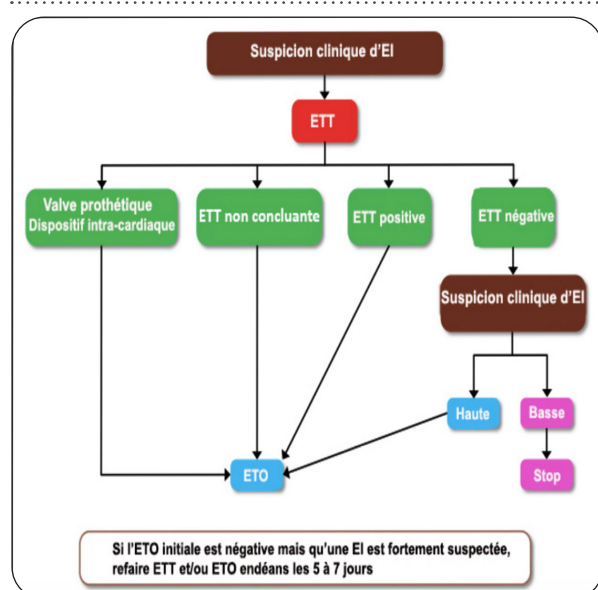 Suspicion clinique d'EI
ETT
Valve prothétique
Dispositif intra-cardiaque
ETT non concluante
ETT positive
ETT négative
Suspicion clinique d'EI
Haute
Basse
ETO
Stop
Si l'ETO initiale est négative mais qu'une EI est fortement suspectée,
refaire ETT et/ou ETO endéans les 5 à 7 jours